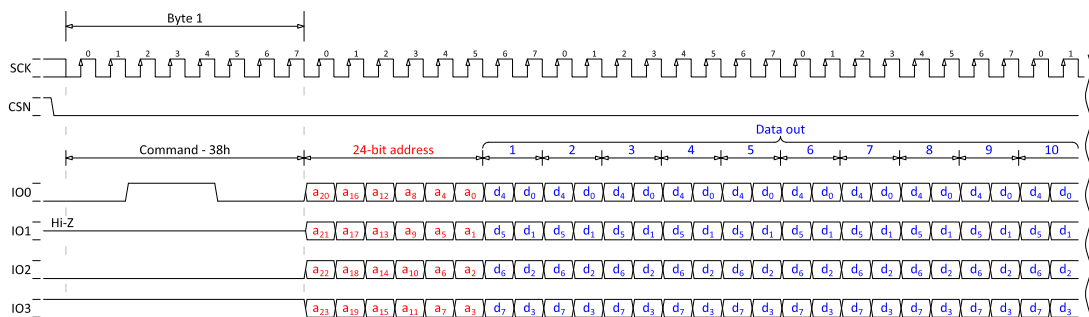 Byte 1
0 1 2 3 4 5 6 7 0 1 2 3 4 5 6 7 0 1 2 3 4 5 6 7 0 1 2 3 4 5 6 7 0 1
SCK
CSN
Data out
Command - 38h 24-bit address 1 2 3 4 5 6 7 8 9 10
IO0 a20 a16 a12 a8 a4 a0 d4 d0 d4 d0 d4 d0 d4 d0 d4 d0 d4 d0 d4 d0 d4 d0 d4 d0 d4 d0
Hi-Z
IO1 a21 a17 a13 a9 a5 a1 d5 d1 d5 d1 d5 d1 d5 d1 d5 d1 d5 d1 d5 d1 d5 d1 d5 d1 d5 d1
IO2 a22 a18 a14 a10 a6 a2 d6 d2 d6 d2 d6 d2 d6 d2 d6 d2 d6 d2 d6 d2 d6 d2 d6 d2 d6 d2
IO3 a23 a19 a15 a11 a7 a3 d7 d3 d7 d3 d7 d3 d7 d3 d7 d3 d7 d3 d7 d3 d7 d3 d7 d3 d7 d3